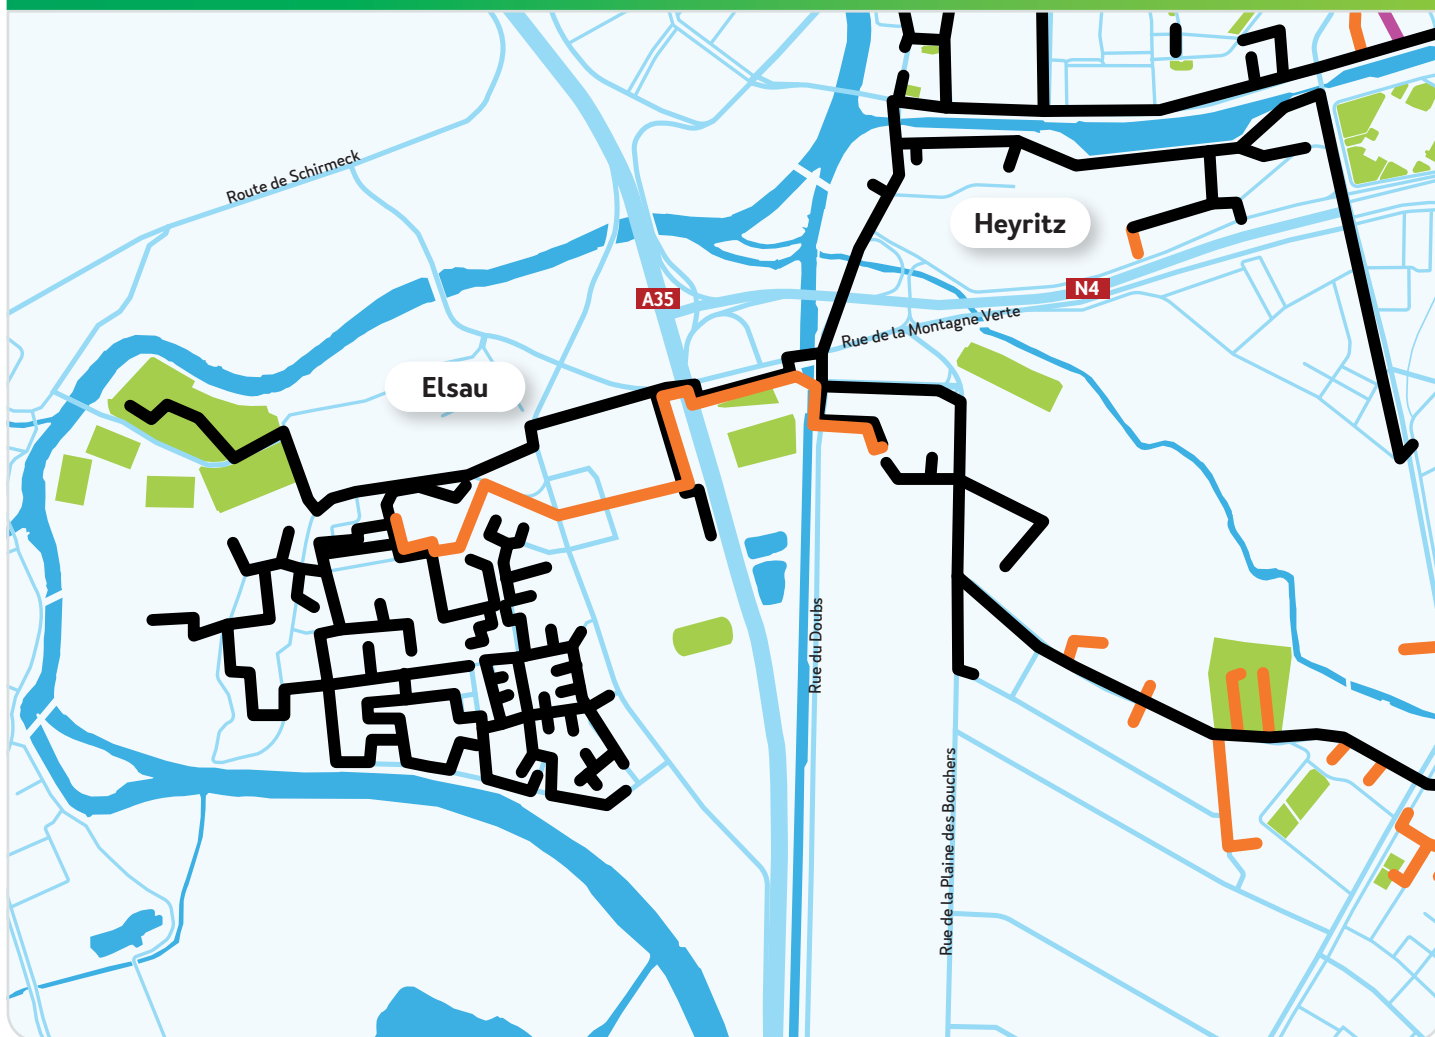 Route de Schirmeck
Heyritz
A35
N4
Rue de la Montagne Verte
Elsau
Rue du Doubs
Rue de la Plaine des Bouchers